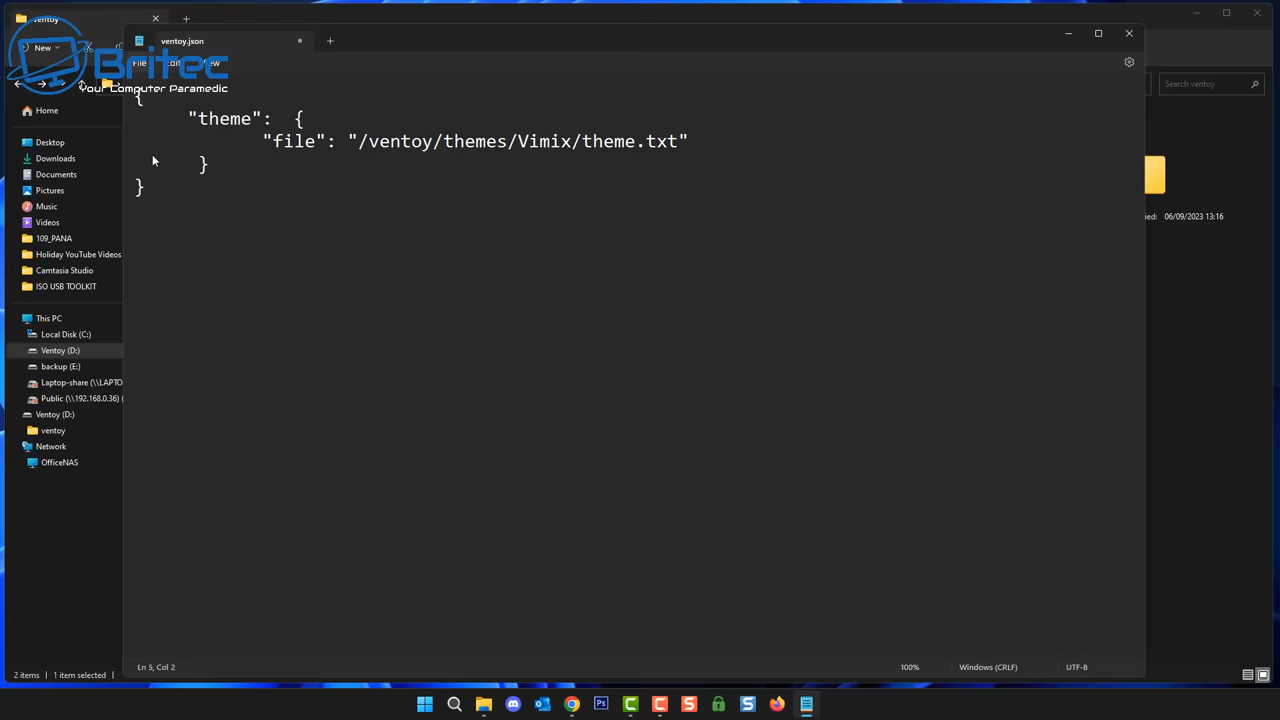 ventoy
ventoy.json
New
Britec
Your Computer Paramedic
File
Edit
Search ventoy
{
"theme": {
"file": "/ventoy/themes/Vimix/theme.txt"
}
}
Home
Desktop
Downloads
Documents
Pictures
Music
Videos
109_PANA
Holiday YouTube Videos
Camtasia Studio
ISO USB TOOLKIT
This PC
Local Disk (C:)
Ventoy (D:)
backup (E:)
Laptop-share (\\LAPTO
Public (\\192.168.0.36) (
Ventoy (D:)
ventoy
Network
OfficeNAS
06/09/2023 13:16
Ln 5, Col 2
100%
Windows (CRLF)
UTF-8
2 items
1 item selected
Ps